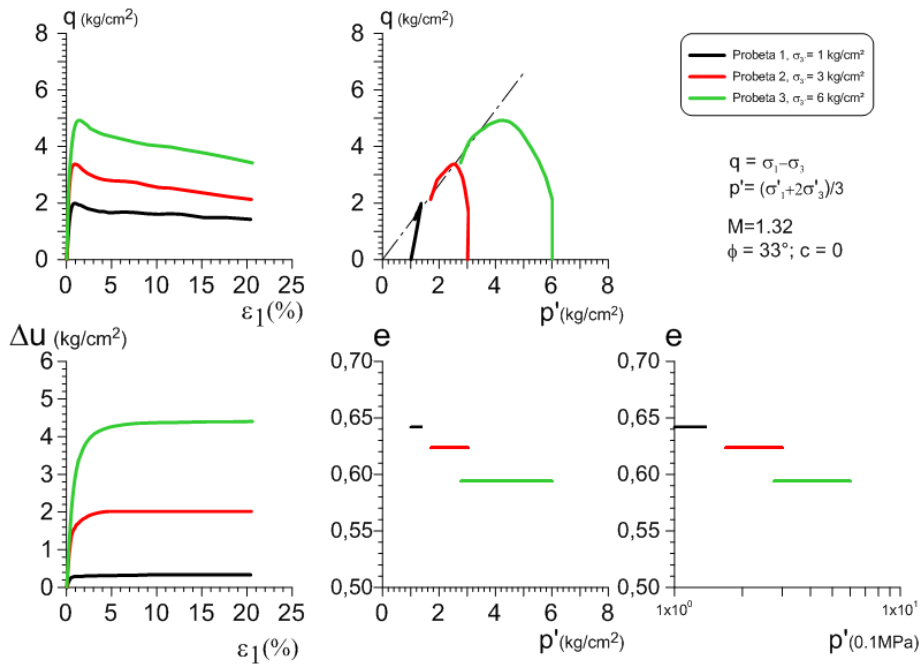 q (kg/cm²)
8
6
4
2
0
0 5 10 15 20 25
ε₁(%)
q (kg/cm²)
8
6
4
2
0
0 2 4 6 8
p'(kg/cm²)
Probeta 1, σ₃ = 1 kg/cm²
Probeta 2, σ₃ = 3 kg/cm²
Probeta 3, σ₃ = 6 kg/cm²
q = σ₁−σ₃
p' = (σ'₁+2σ'₃)/3
M=1.32
ϕ = 33°; c = 0
Δu (kg/cm²)
6
5
4
3
2
1
0
0 5 10 15 20 25
ε₁(%)
e
0,70
0,65
0,60
0,55
0,50
0 2 4 6 8
p'(kg/cm²)
e
0,70
0,65
0,60
0,55
0,50
1x10⁰ 1x10¹
p'(0.1MPa)